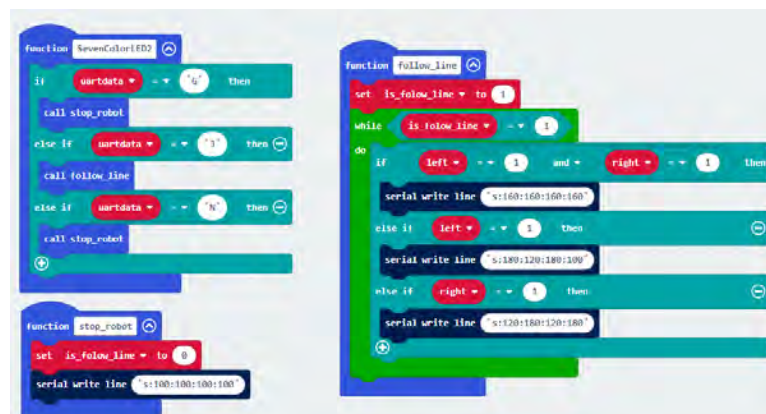 function SevenColorLED2
if uartdata = "G" then
call stop_robot
else if uartdata = "J" then
call follow_line
else if uartdata = "N" then
call stop_robot
function stop_robot
set is_folow_line to 0
serial write line "s:100:100:100:100"
function follow_line
set is_folow_line to 1
while is_folow_line = 1
do
if left = 1 and right = 1 then
serial write line "s:160:160:160:160"
else if left = 1 then
serial write line "s:180:120:180:100"
else if right = 1 then
serial write line "s:120:180:120:180"